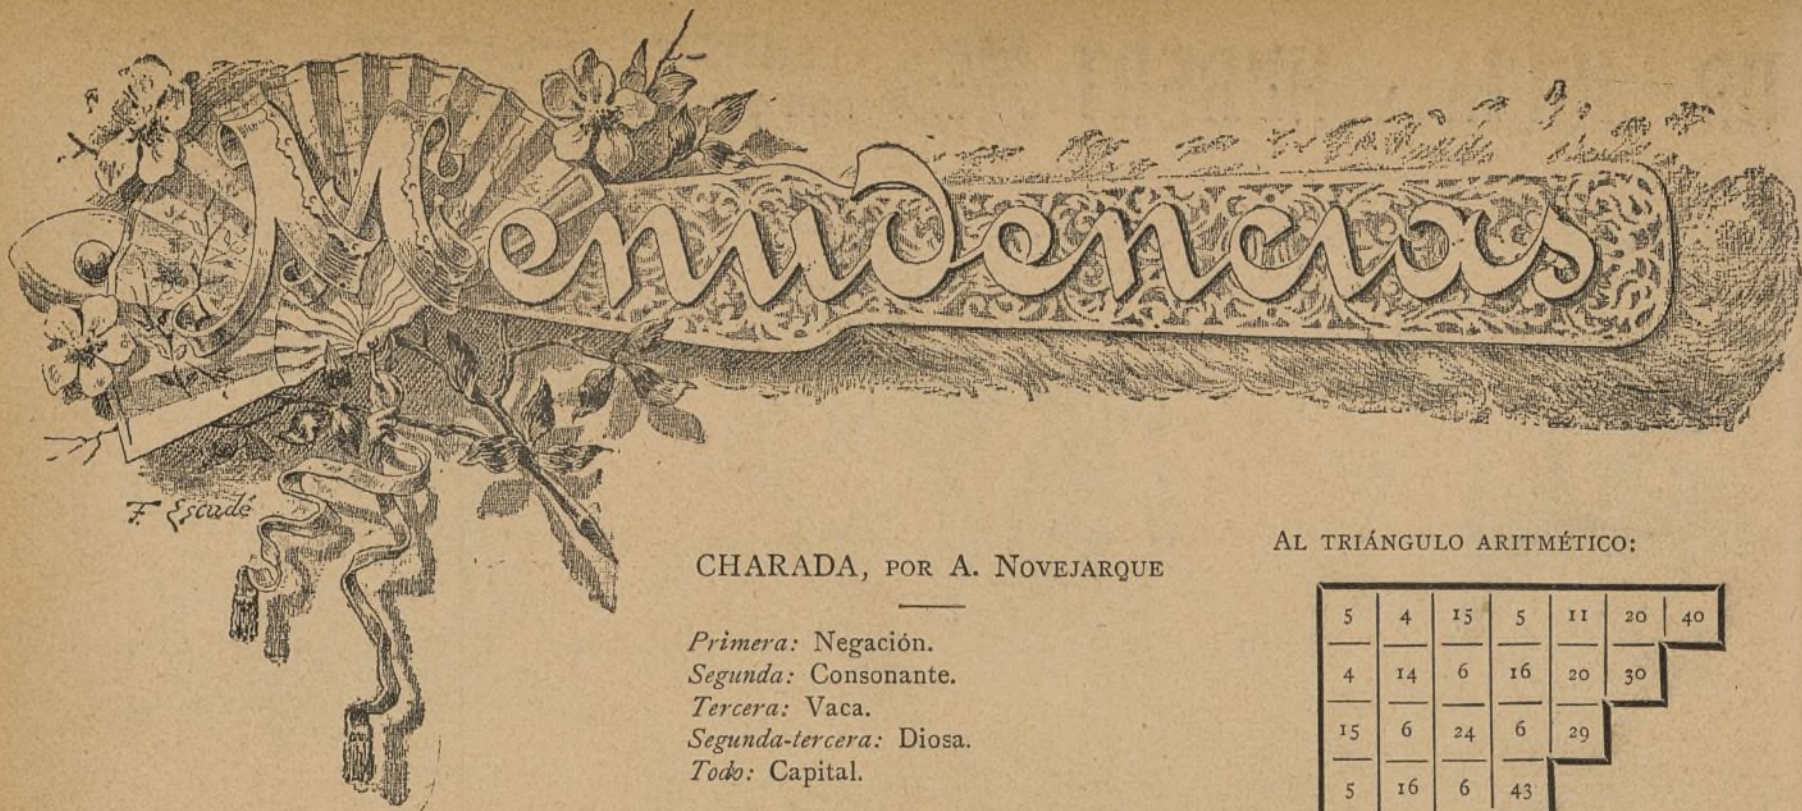 Menudencias
F. Escudé
CHARADA, POR A. NOVEJARQUE
Primera: Negación.
Segunda: Consonante.
Tercera: Vaca.
Segunda-tercera: Diosa.
Todo: Capital.
AL TRIÁNGULO ARITMÉTICO:
5 4 15 5 11 20 40
4 14 6 16 20 30
15 6 24 6 29
5 16 6 43